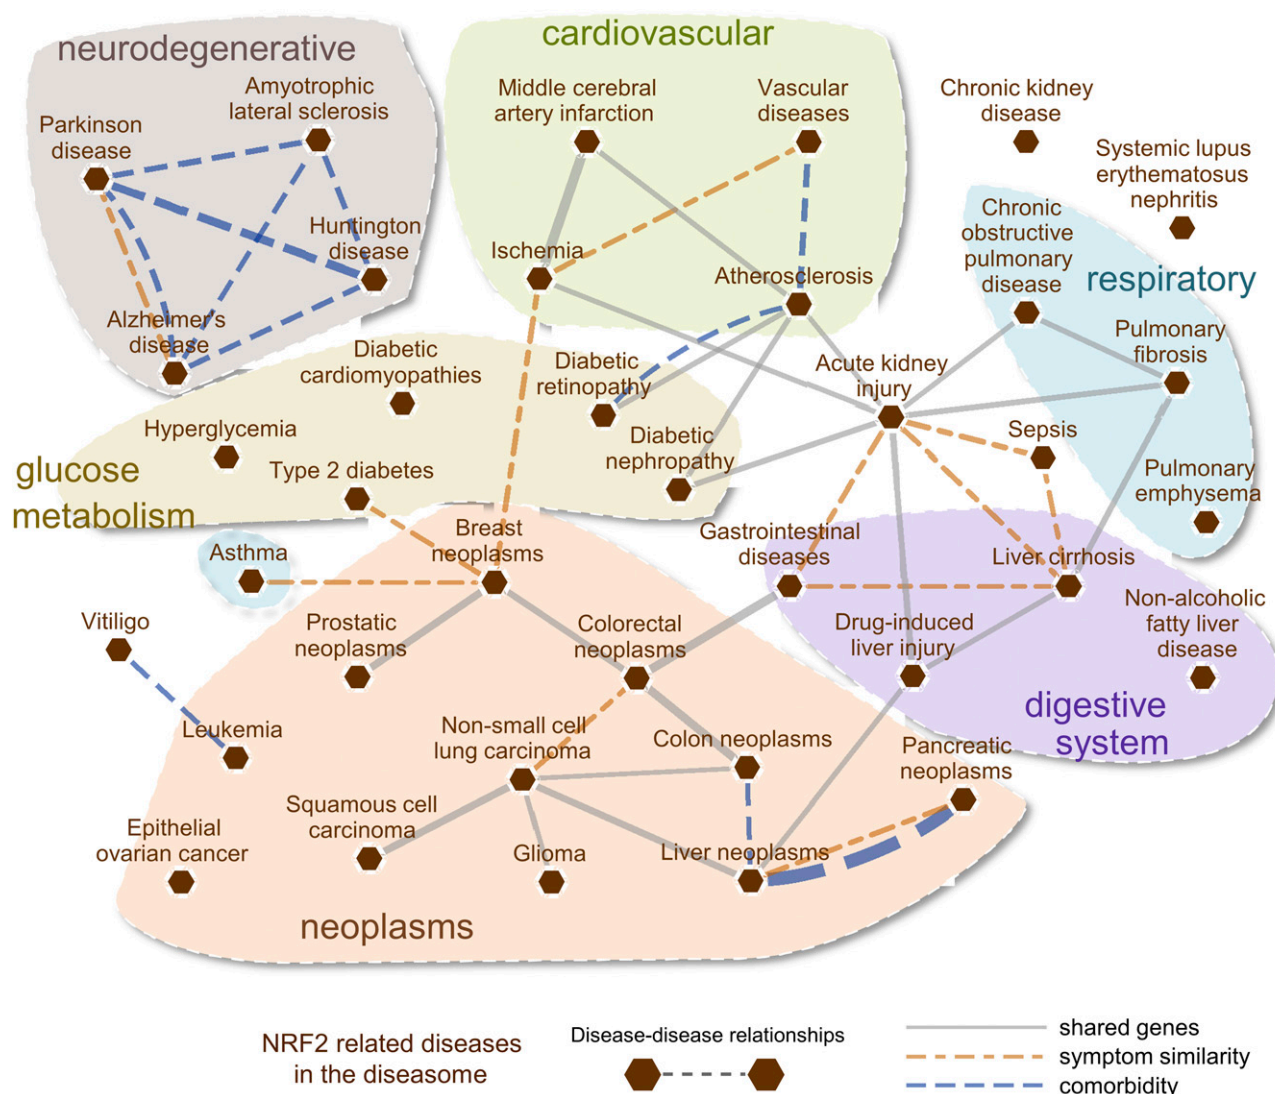 neurodegenerative
cardiovascular
Amyotrophic
lateral sclerosis
Parkinson
disease
Huntington
disease
Alzheimer's
disease
Middle cerebral
artery infarction
Vascular
diseases
Ischemia
Atherosclerosis
Chronic kidney
disease
Systemic lupus
erythematosus
nephritis
Chronic
obstructive
pulmonary
disease
respiratory
Pulmonary
fibrosis
Acute kidney
injury
Sepsis
Pulmonary
emphysema
Diabetic
cardiomyopathies
Diabetic
retinopathy
Hyperglycemia
Type 2 diabetes
Diabetic
nephropathy
glucose
metabolism
Asthma
Breast
neoplasms
Gastrointestinal
diseases
Liver cirrhosis
Non-alcoholic
fatty liver
disease
Drug-induced
liver injury
digestive
system
Vitiligo
Prostatic
neoplasms
Colorectal
neoplasms
Leukemia
Non-small cell
lung carcinoma
Colon neoplasms
Pancreatic
neoplasms
Squamous cell
carcinoma
Epithelial
ovarian cancer
Glioma
Liver neoplasms
neoplasms
NRF2 related diseases
in the diseasome
Disease-disease relationships
shared genes
symptom similarity
comorbidity